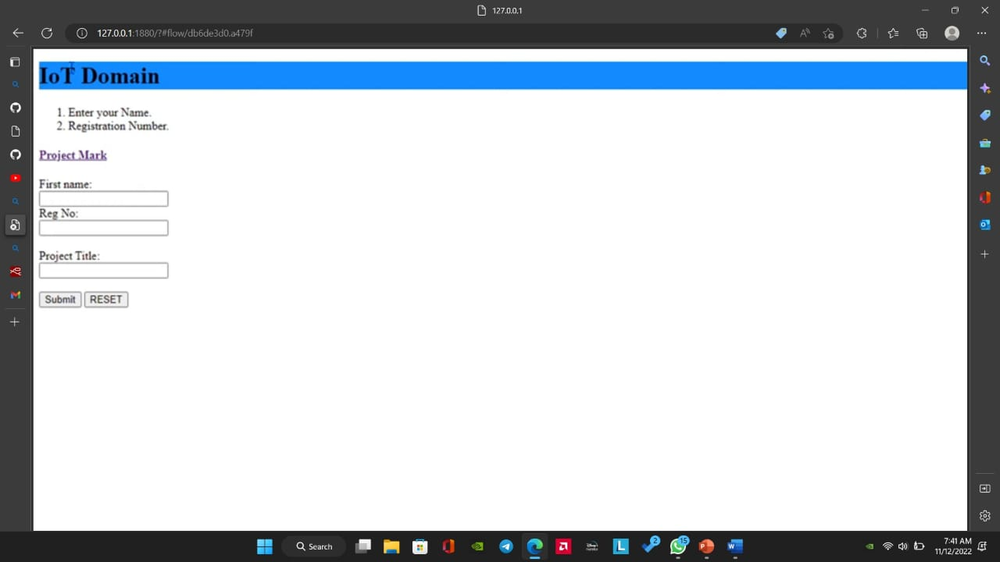 127.0.0.1
127.0.0.1:1880/?#flow/db6de3d0.a479f
IoT Domain
1. Enter your Name.
2. Registration Number.
Project Mark
First name:
Reg No:
Project Title:
Submit RESET
Search
2
15
7:41 AM
11/12/2022